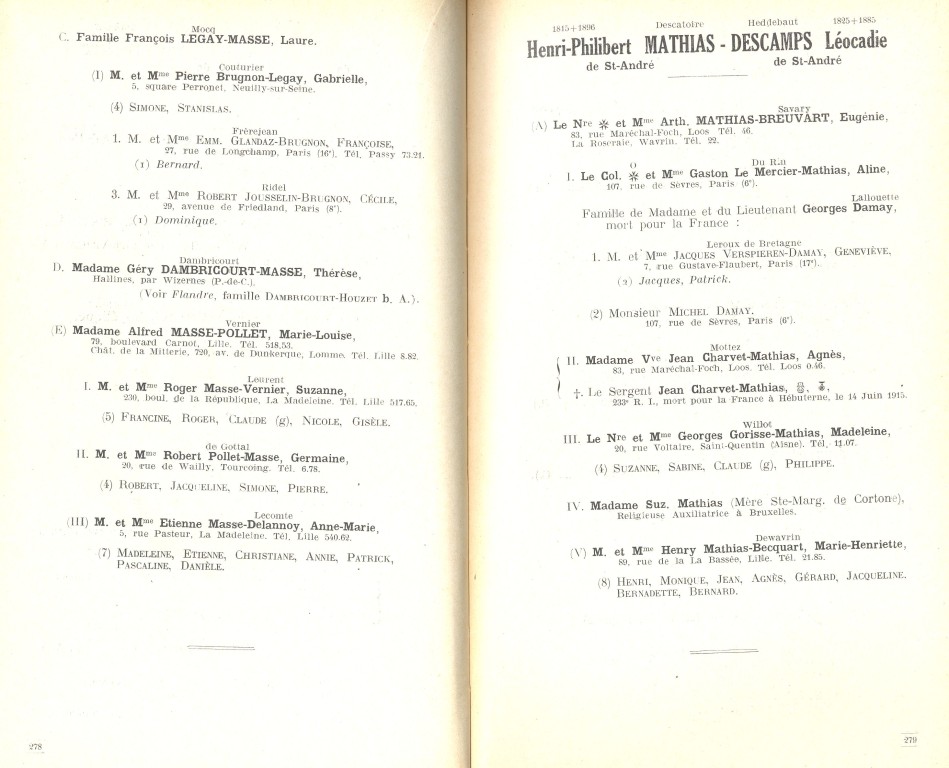 Mocq
C. Famille François LEGAY-MASSE, Laure.
Couturier
(I) M. et Mme Pierre Brugnon-Legay, Gabrielle,
5, square Perronet, Neuilly-sur-Seine.
(4) SIMONE, STANISLAS.
Frèrejean
1. M. et Mme EMM. GLANDAZ-BRUGNON, FRANÇOISE,
27, rue de Longchamp, Paris (16e). Tél. Passy 73.21.
(1) Bernard.
Ridel
3. M. et Mme ROBERT JOUSSELIN-BRUGNON, CÉCILE,
29, avenue de Friedland, Paris (8e).
(1) Dominique.
Dambricourt
D. Madame Géry DAMBRICOURT-MASSE, Thérèse,
Hallines, par Wizernes (P.-de-C.).
(Voir Flandre, famille DAMBRICOURT-HOUZET b. A.).
Vernier
(E) Madame Alfred MASSE-POLLET, Marie-Louise,
79, boulevard Carnot, Lille. Tél. 518.53.
Chât. de la Mitterie, 720, av. de Dunkerque, Lomme. Tél. Lille 8.82.
Leurent
I. M. et Mme Roger Masse-Vernier, Suzanne,
230, boul. de la République, La Madeleine. Tél. Lille 517.65.
(5) FRANCINE, ROGER, CLAUDE (g), NICOLE, GISÈLE.
de Gottal
II. M. et Mme Robert Pollet-Masse, Germaine,
20, rue de Wailly, Tourcoing. Tél. 6.78.
(4) ROBERT, JACQUELINE, SIMONE, PIERRE.
Lecomte
(III) M. et Mme Etienne Masse-Delannoy, Anne-Marie,
5, rue Pasteur, La Madeleine. Tél. Lille 540.62.
(7) MADELEINE, ETIENNE, CHRISTIANE, ANNIE, PATRICK,
PASCALINE, DANIÈLE.
278
1815+1896 Descatoire Heddebaut 1825+1885
Henri-Philibert MATHIAS - DESCAMPS Léocadie
de St-André de St-André
Savary
(A) Le Nre ※ et Mme Arth. MATHIAS-BREUVART, Eugénie,
83, rue Maréchal-Foch, Loos Tél. 46.
La Roseraie, Wavrin. Tél. 22.
Du Rin
I. Le Col. ※ et Mme Gaston Le Mercier-Mathias, Aline,
107, rue de Sèvres, Paris (6e).
Lallouette
Famille de Madame et du Lieutenant Georges Damay,
mort pour la France :
Leroux de Bretagne
1. M. et Mme JACQUES VERSPIEREN-DAMAY, GENEVIÈVE,
7, rue Gustave-Flaubert, Paris (17e).
(2) Jacques, Patrick.
(2) Monsieur MICHEL DAMAY.
107, rue de Sèvres, Paris (6e).
Mottez
II. Madame Vve Jean Charvet-Mathias, Agnès,
83, rue Maréchal-Foch, Loos. Tél. Loos 0.46.
†. Le Sergent Jean Charvet-Mathias,
233e R. I., mort pour la France à Hébuterne, le 14 Juin 1915.
Willot
III. Le Nre et Mme Georges Gorisse-Mathias, Madeleine,
20, rue Voltaire, Saint-Quentin (Aisne). Tél. 11.07.
(4) SUZANNE, SABINE, CLAUDE (g), PHILIPPE.
IV. Madame Suz. Mathias (Mère Ste-Marg. de Cortone),
Religieuse Auxiliatrice à Bruxelles.
Dewavrin
(V) M. et Mme Henry Mathias-Becquart, Marie-Henriette,
89, rue de la La Bassée, Lille. Tél. 21.85.
(8) HENRI, MONIQUE, JEAN, AGNÈS, GÉRARD, JACQUELINE.
BERNADETTE, BERNARD.
279